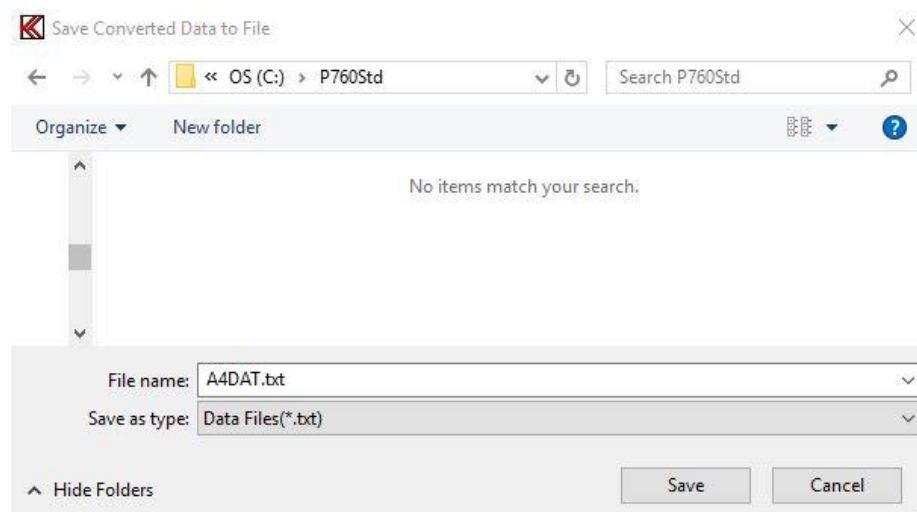 Save Converted Data to File
« OS (C:) › P760Std
Search P760Std
Organize
New folder
No items match your search.
File name: A4DAT.txt
Save as type: Data Files(*.txt)
Hide Folders
Save
Cancel